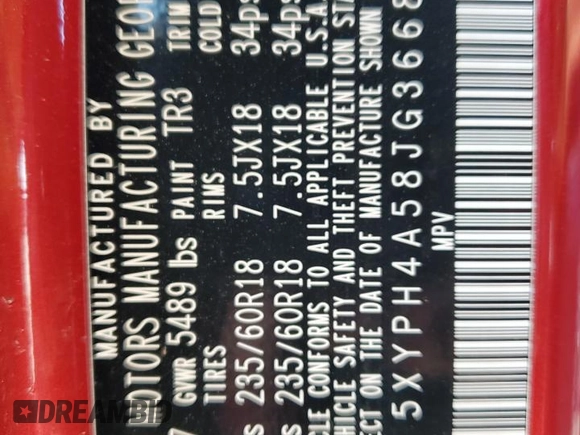 MANUFACTURED BY
MOTORS MANUFACTURING GEOR
7 GVWR 5489 lbs PAINT TR3 TRIM
TIRES RIMS COLD
s 235/60R18 7.5JX18 34ps
s 235/60R18 7.5JX18 34ps
CLE CONFORMS TO ALL APPLICABLE U.S.A
HICLE SAFETY AND THEFT PREVENTION STA
ECT ON THE DATE OF MANUFACTURE SHOWN
5XYPH4A58JG3668
MPV
DREAMBID